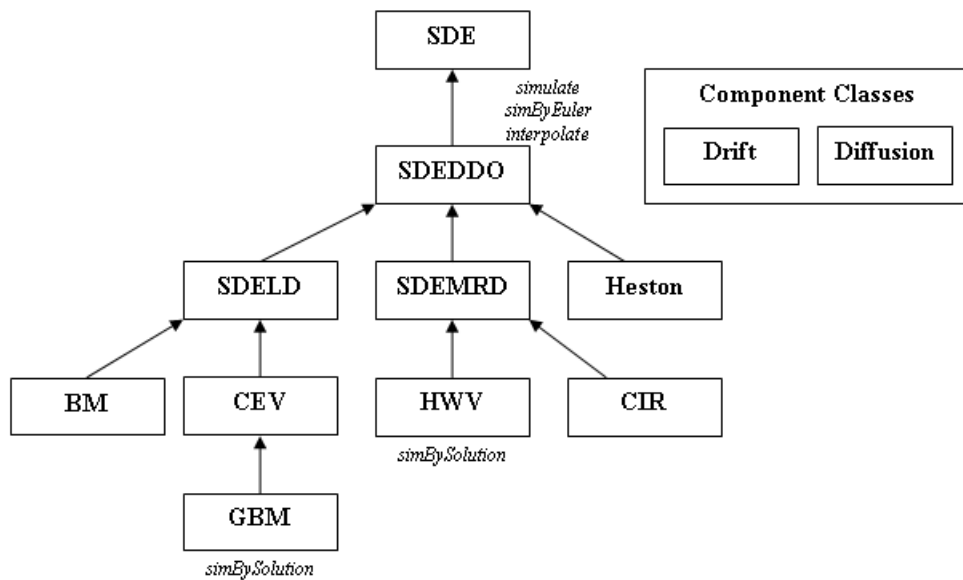 SDE
simulate
simByEuler
interpolate
Component Classes
Drift
Diffusion
SDEDDO
SDELD
SDEMRD
Heston
BM
CEV
HWV
CIR
simBySolution
GBM
simBySolution